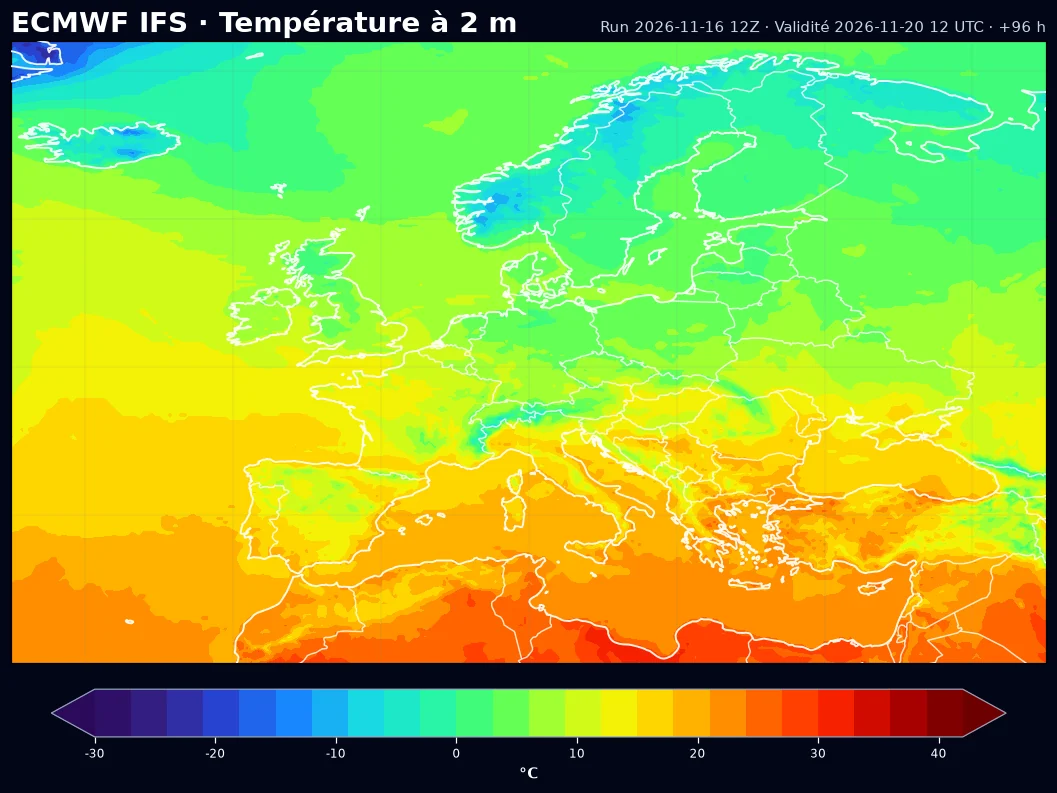 ECMWF IFS · Température à 2 m
Run 2026-11-16 12Z · Validité 2026-11-20 12 UTC · +96 h
-30 -20 -10 0 10 20 30 40
°C